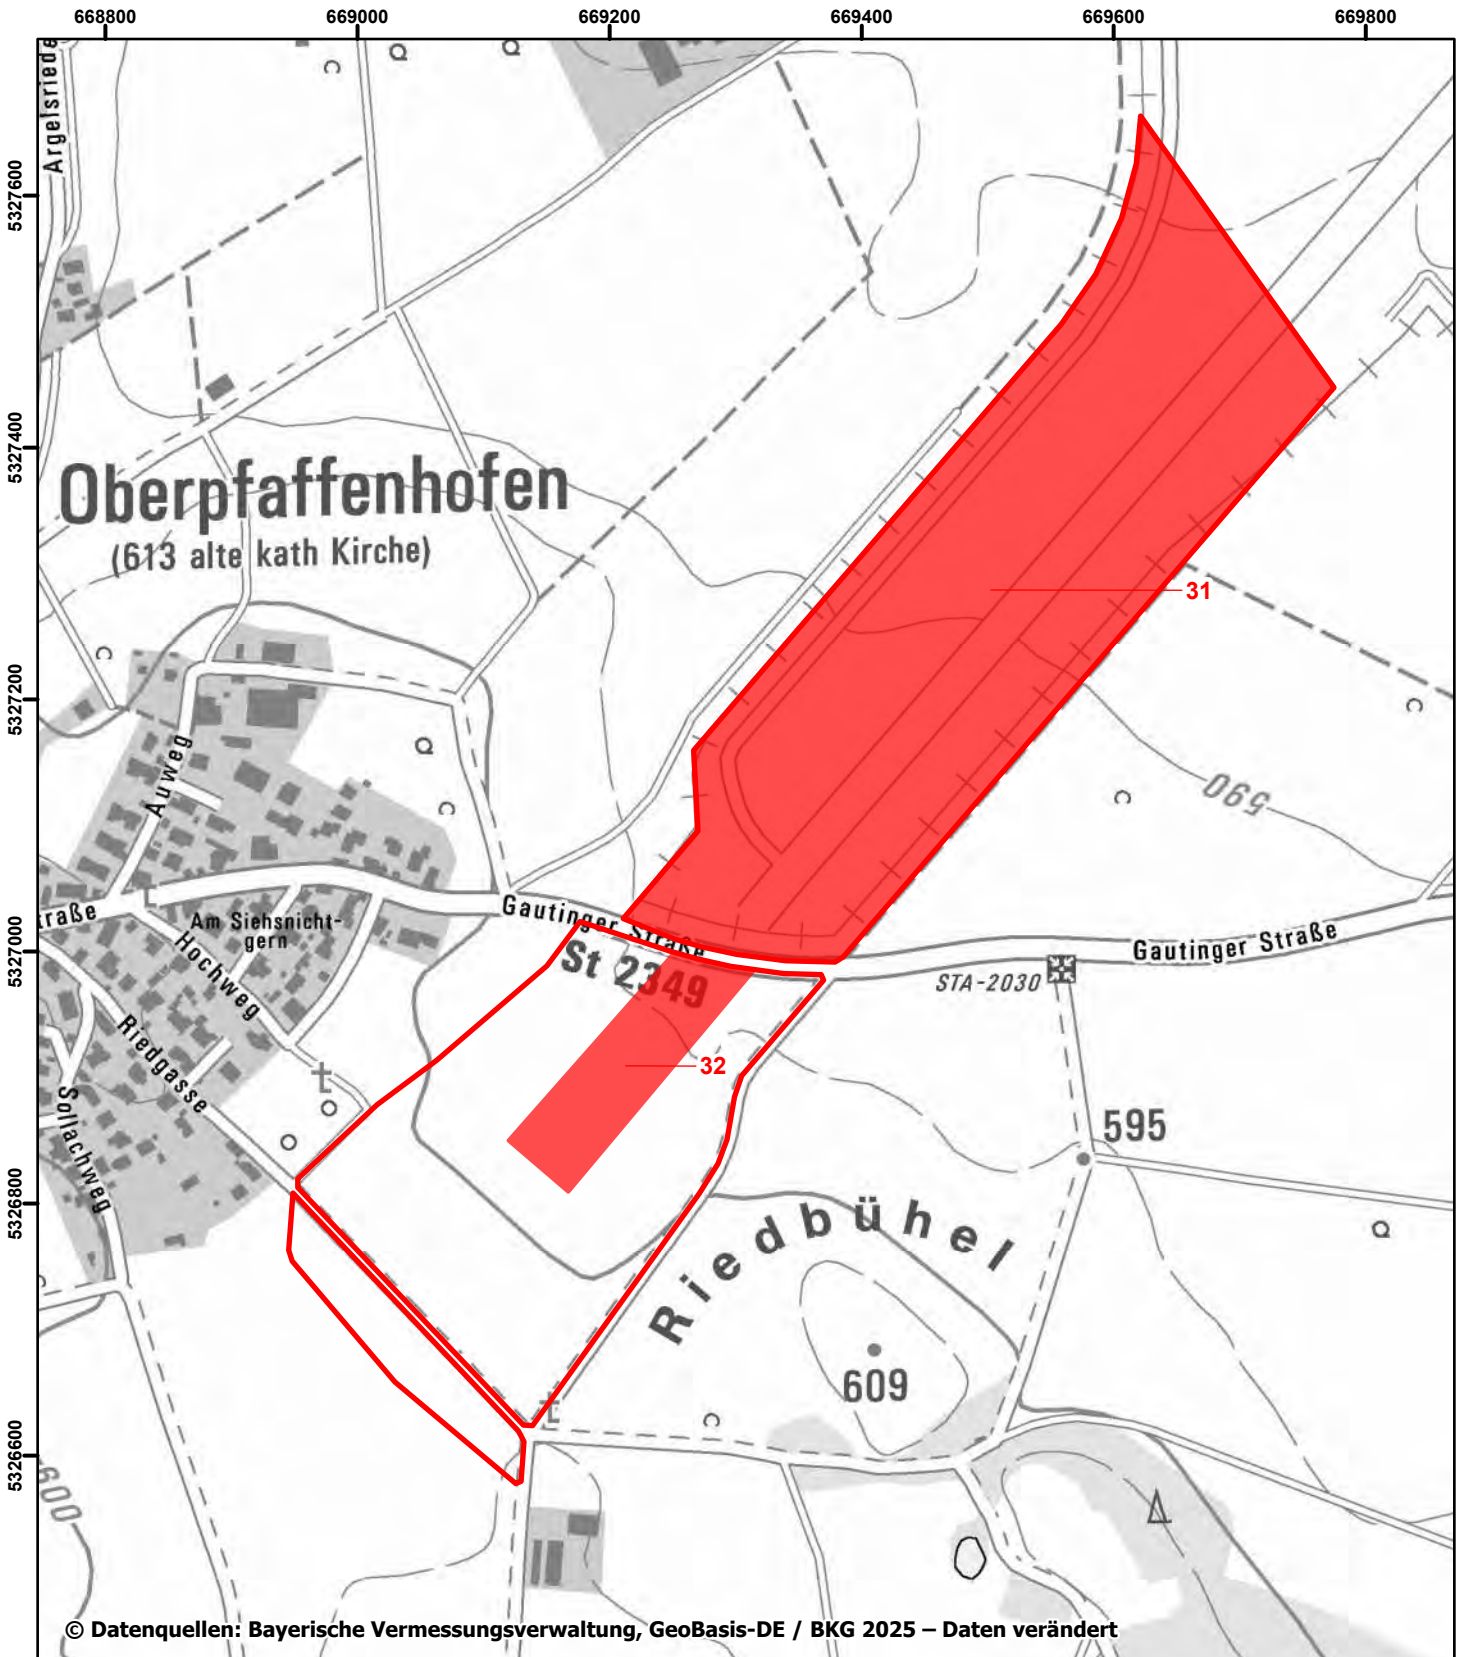 668800 669000 669200 669400 669600 669800
5327600
5327400
5327200
5327000
5326800
5326600
Argelsriede
Oberpfaffenhofen
(613 alte kath Kirche)
31
590
Auweg
traße
Am Siehsnicht-
gern
Hochweg
Gautinger Straße
Gautinger Straße
St 2349
STA-2030
32
Riedgasse
Sollachweg
595
Riedbühel
609
600
© Datenquellen: Bayerische Vermessungsverwaltung, GeoBasis-DE / BKG 2025 – Daten verändert